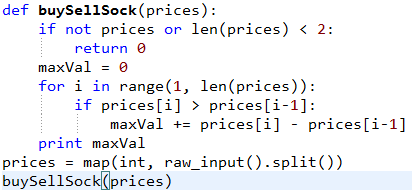 def buySellSock(prices):
    if not prices or len(prices) < 2:
        return 0
    maxVal = 0
    for i in range(1, len(prices)):
        if prices[i] > prices[i-1]:
            maxVal += prices[i] - prices[i-1]
    print maxVal
prices = map(int, raw_input().split())
buySellSock(prices)